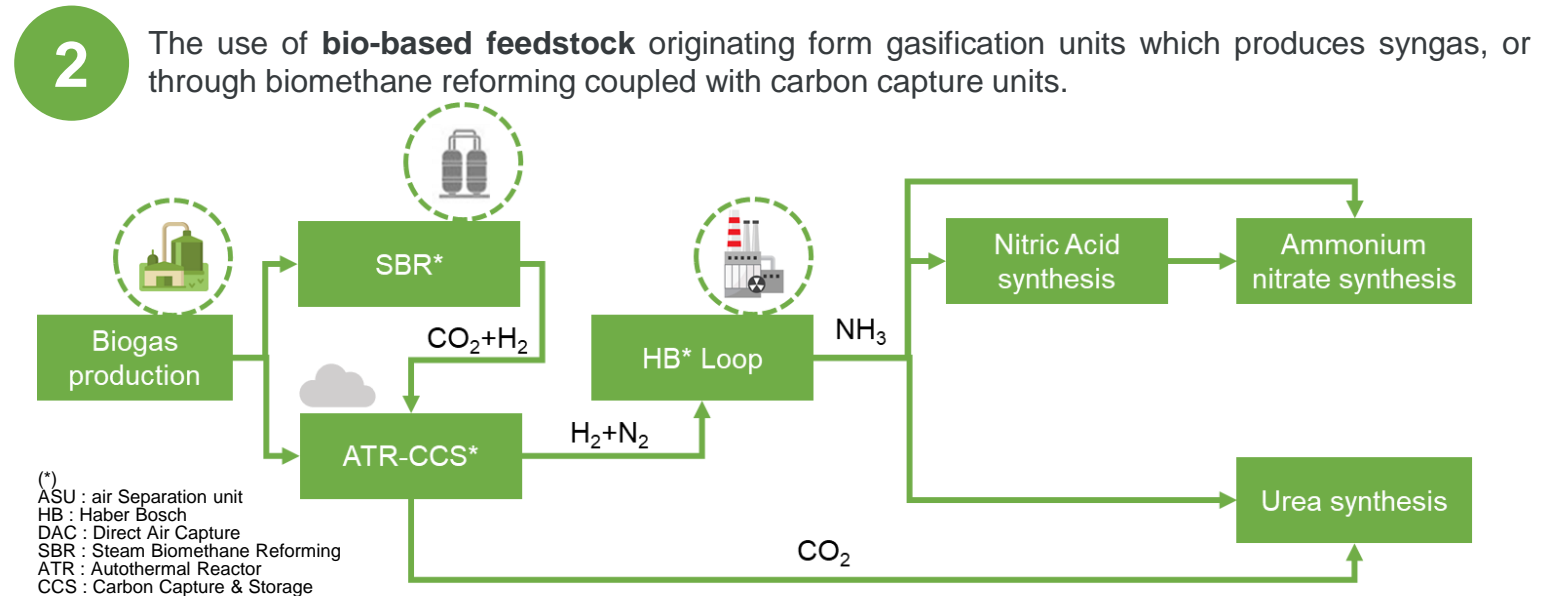 2
The use of bio-based feedstock originating form gasification units which produces syngas, or
through biomethane reforming coupled with carbon capture units.
SBR*
Nitric Acid
synthesis
Ammonium
nitrate synthesis
Biogas
production
CO₂+H₂
HB* Loop
NH₃
ATR-CCS*
H₂+N₂
Urea synthesis
CO₂
(*)
ASU : air Separation unit
HB : Haber Bosch
DAC : Direct Air Capture
SBR : Steam Biomethane Reforming
ATR : Autothermal Reactor
CCS : Carbon Capture & Storage